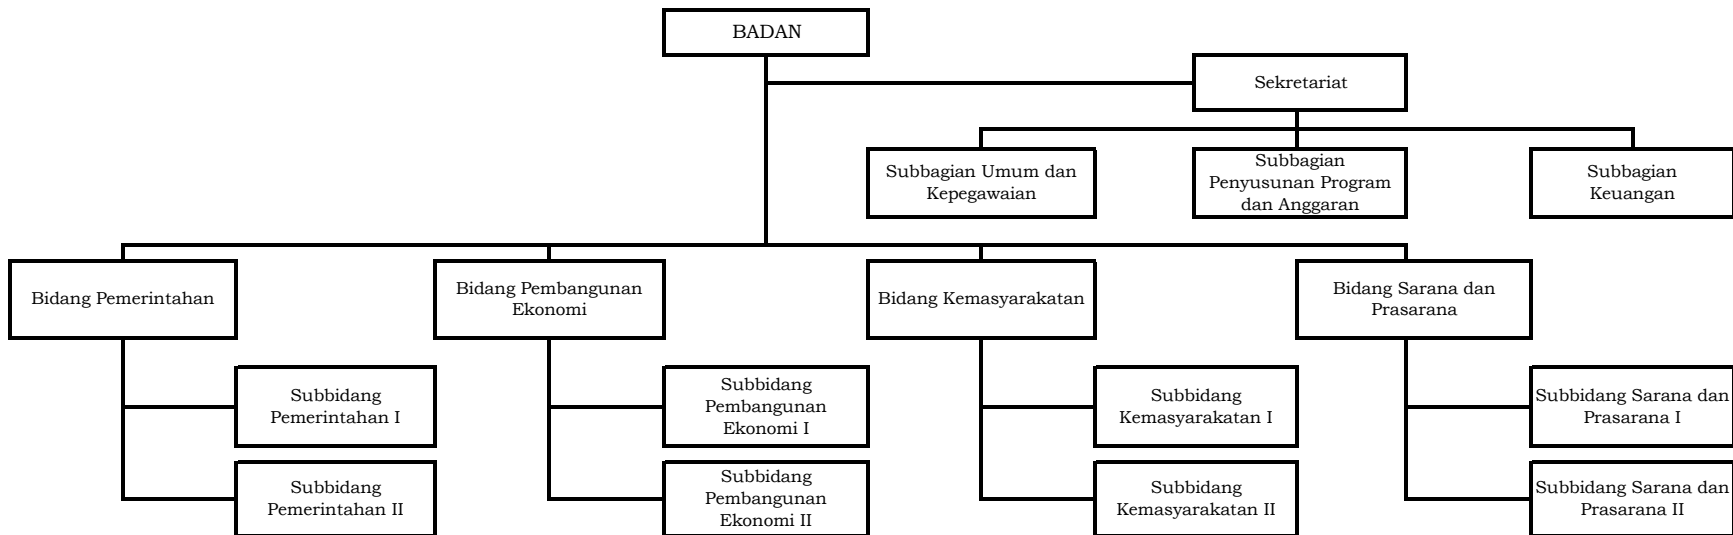 BADAN
Sekretariat
Subbagian Umum dan
Kepegawaian
Subbagian
Penyusunan Program
dan Anggaran
Subbagian
Keuangan
Bidang Pemerintahan
Bidang Pembangunan
Ekonomi
Bidang Kemasyarakatan
Bidang Sarana dan
Prasarana
Subbidang
Pemerintahan I
Subbidang
Pembangunan
Ekonomi I
Subbidang
Kemasyarakatan I
Subbidang Sarana dan
Prasarana I
Subbidang
Pemerintahan II
Subbidang
Pembangunan
Ekonomi II
Subbidang
Kemasyarakatan II
Subbidang Sarana dan
Prasarana II